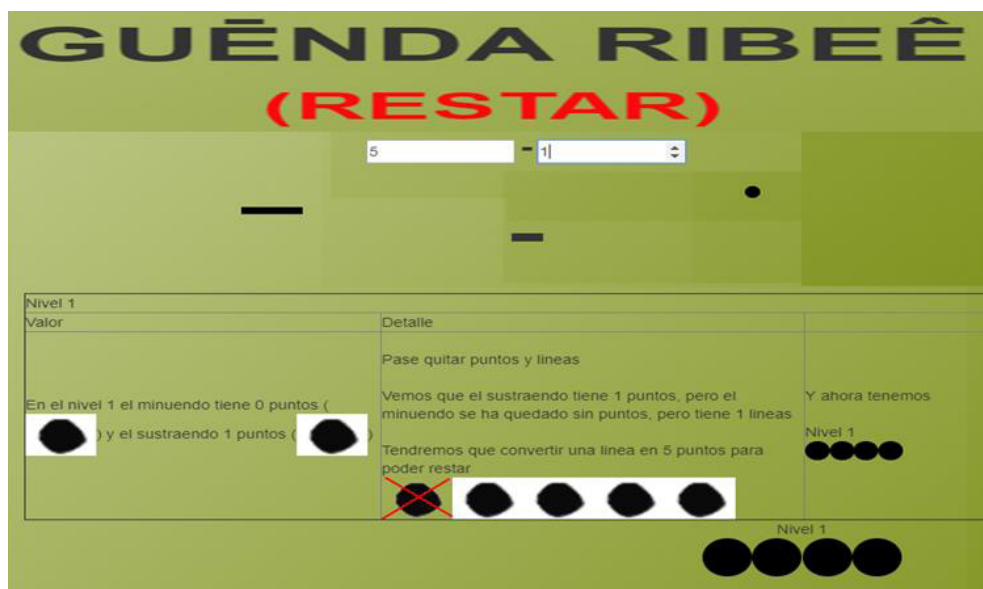 GUĒNDA RIBEÊ
(RESTAR)
5 - 1
Nivel 1
Valor
Detalle
En el nivel 1 el minuendo tiene 0 puntos (
) y el sustraendo 1 puntos (
)
Pase quitar puntos y lineas
Vemos que el sustraendo tiene 1 puntos, pero el
minuendo se ha quedado sin puntos, pero tiene 1 lineas
Tendremos que convertir una linea en 5 puntos para
poder restar
Y ahora tenemos
Nivel 1
Nivel 1